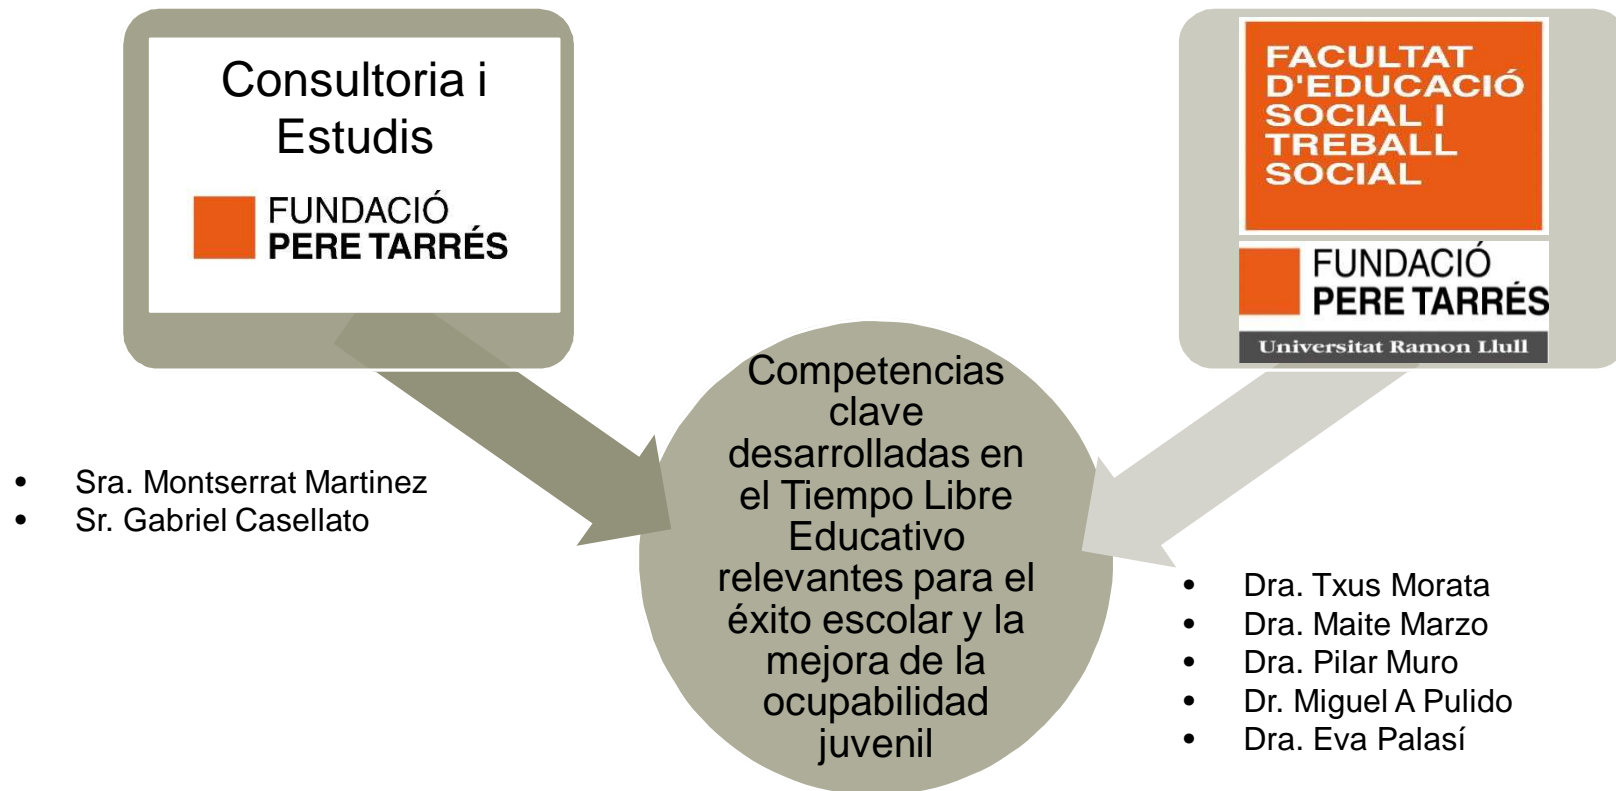 Consultoria i
Estudis
FUNDACIÓ
PERE TARRÉS
FACULTAT
D'EDUCACIÓ
SOCIAL I
TREBALL
SOCIAL
FUNDACIÓ
PERE TARRÉS
Universitat Ramon Llull
Competencias
clave
desarrolladas en
el Tiempo Libre
Educativo
relevantes para el
éxito escolar y la
mejora de la
ocupabilidad
juvenil
• Sra. Montserrat Martinez
• Sr. Gabriel Casellato
• Dra. Txus Morata
• Dra. Maite Marzo
• Dra. Pilar Muro
• Dr. Miguel A Pulido
• Dra. Eva Palasí